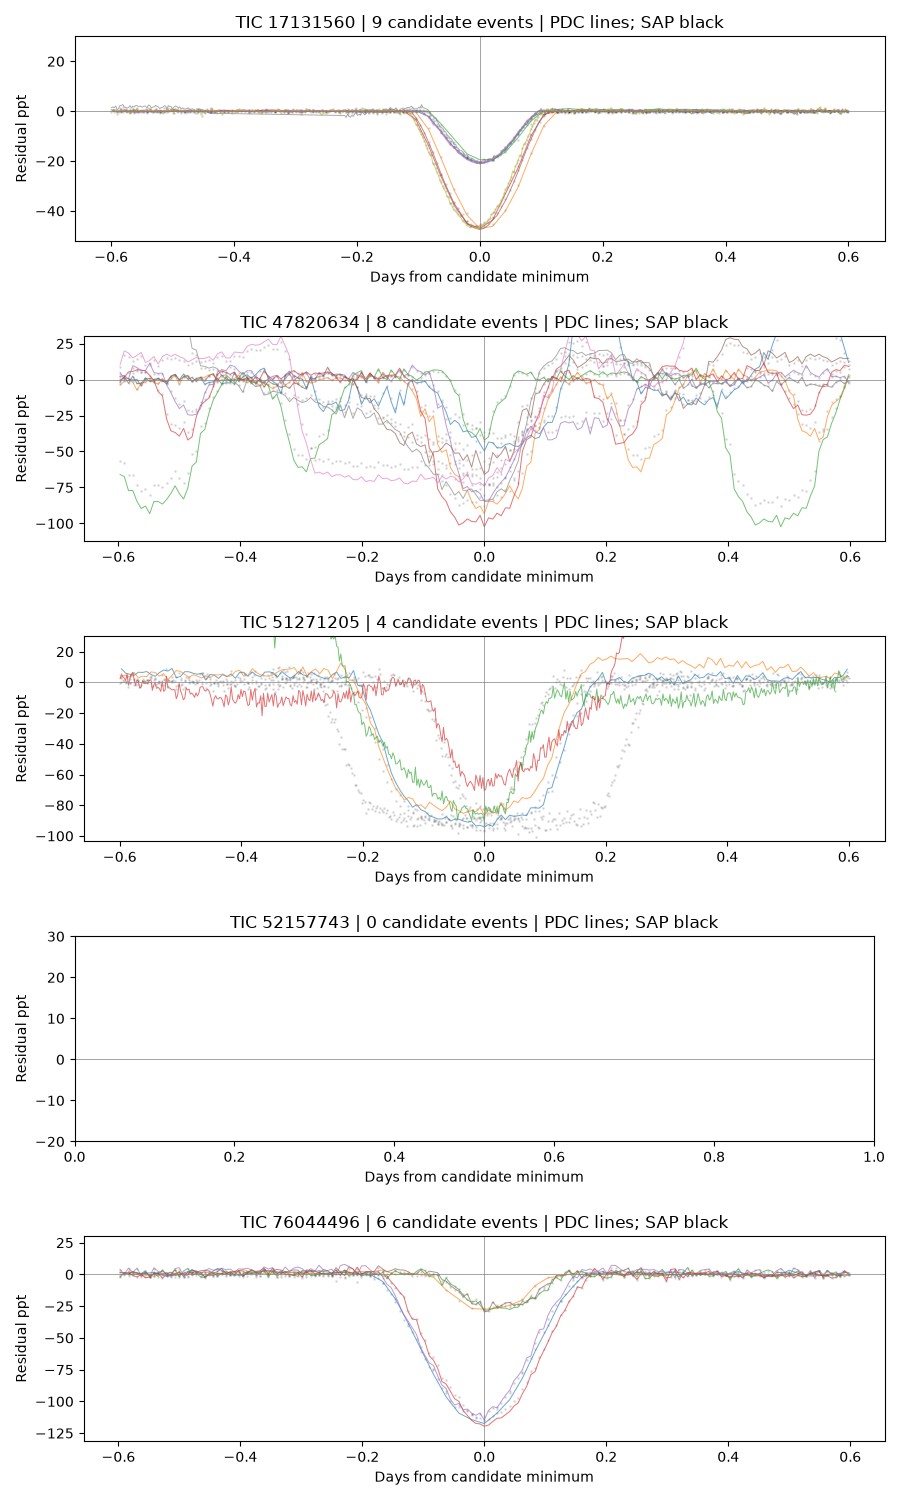 TIC 17131560 | 9 candidate events | PDC lines; SAP black
20
0
−20
−40
Residual ppt
−0.6 −0.4 −0.2 0.0 0.2 0.4 0.6
Days from candidate minimum
TIC 47820634 | 8 candidate events | PDC lines; SAP black
25
0
−25
−50
−75
−100
Residual ppt
−0.6 −0.4 −0.2 0.0 0.2 0.4 0.6
Days from candidate minimum
TIC 51271205 | 4 candidate events | PDC lines; SAP black
20
0
−20
−40
−60
−80
−100
Residual ppt
−0.6 −0.4 −0.2 0.0 0.2 0.4 0.6
Days from candidate minimum
TIC 52157743 | 0 candidate events | PDC lines; SAP black
30
20
10
0
−10
−20
Residual ppt
0.0 0.2 0.4 0.6 0.8 1.0
Days from candidate minimum
TIC 76044496 | 6 candidate events | PDC lines; SAP black
25
0
−25
−50
−75
−100
−125
Residual ppt
−0.6 −0.4 −0.2 0.0 0.2 0.4 0.6
Days from candidate minimum